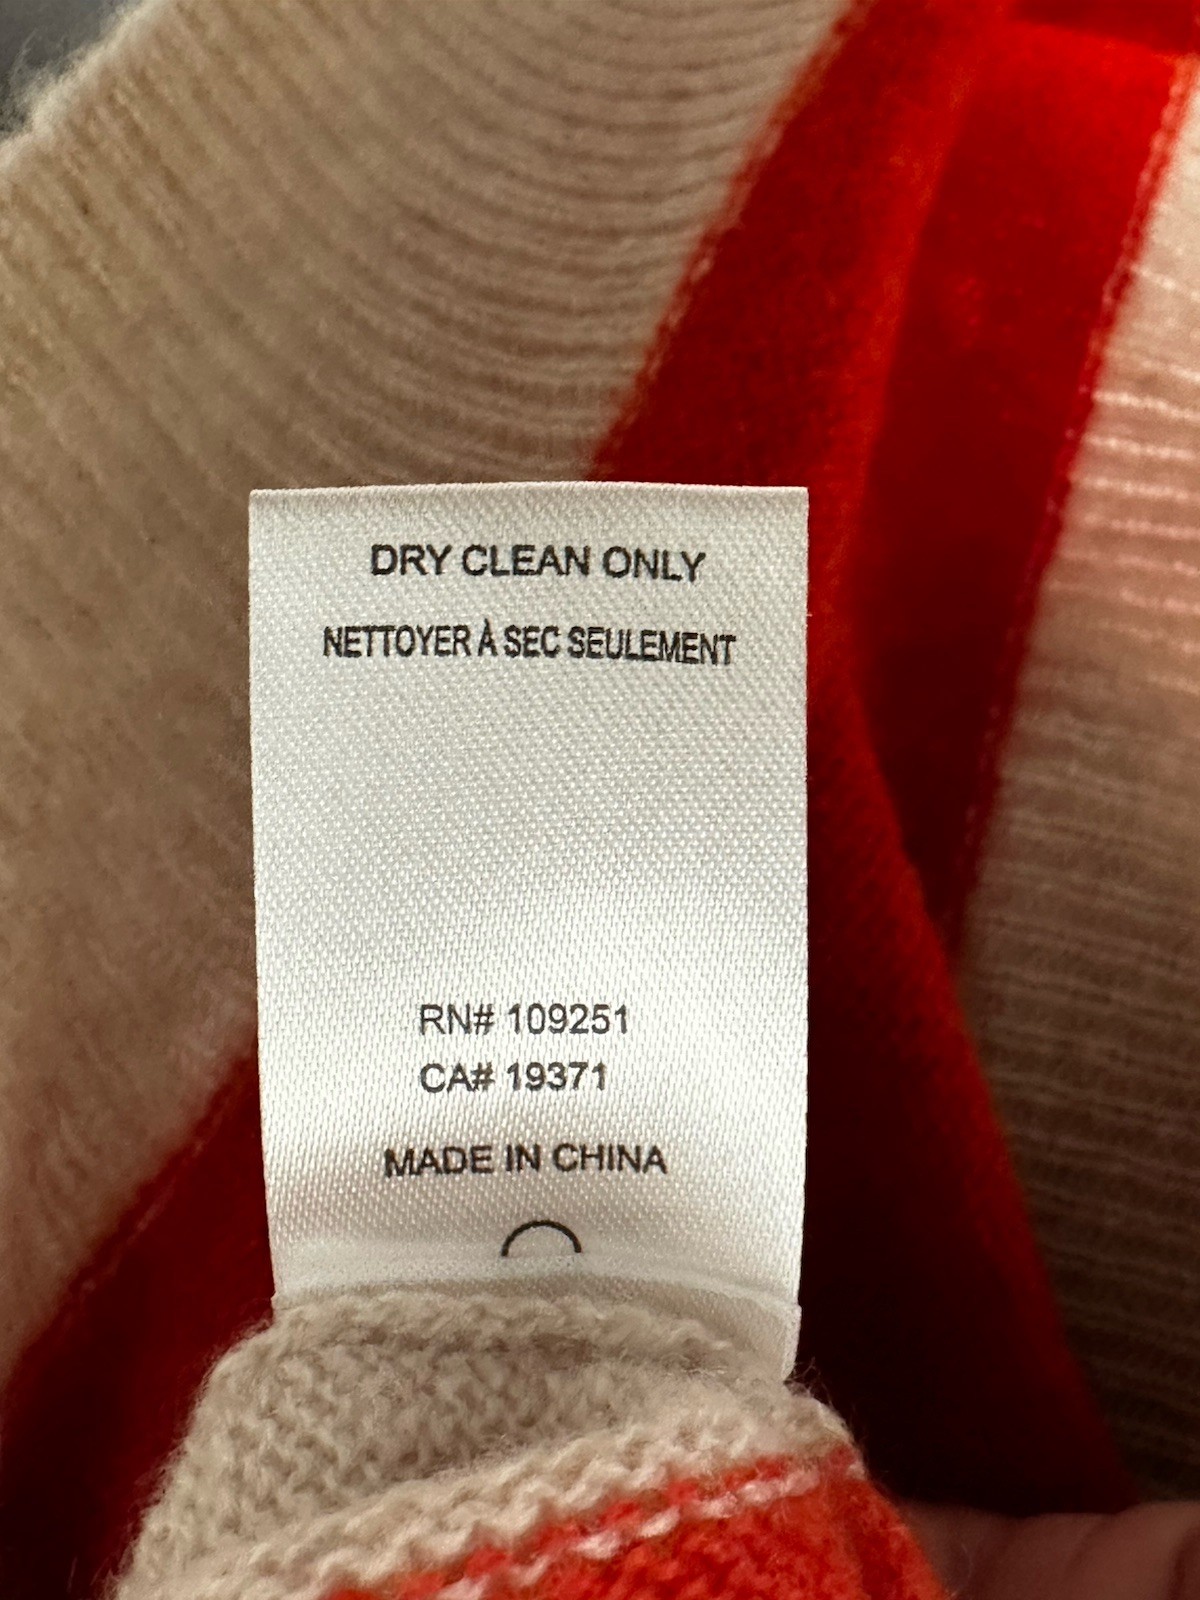 DRY CLEAN ONLY
NETTOYER À SEC SEULEMENT
RN# 109251
CA# 19371
MADE IN CHINA